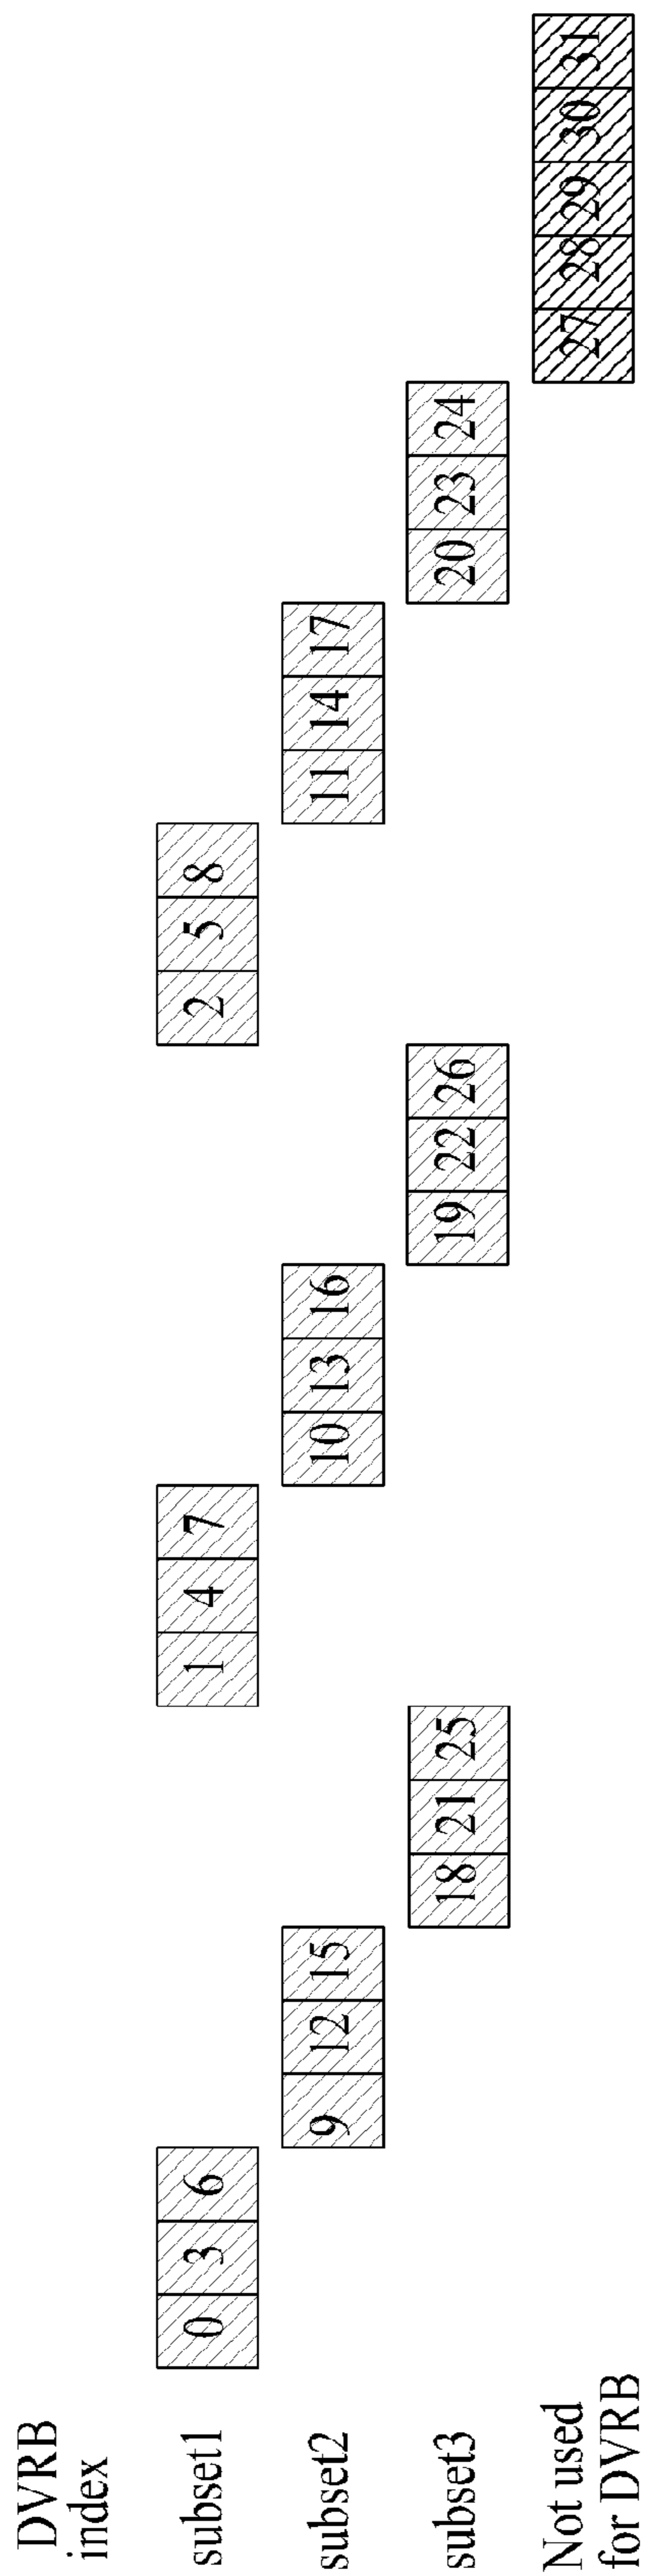 DVRB
index
subset1 0 3 6 1 4 7 2 5 8
subset2 9 12 15 10 13 16 11 14 17
subset3 18 21 25 19 22 26 20 23 24
Not used
for DVRB 27 28 29 30 31